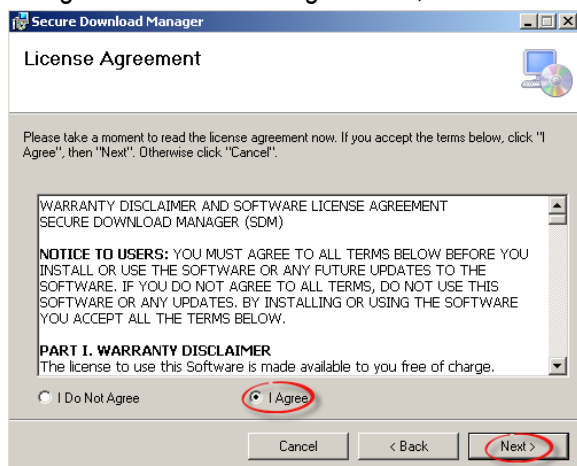 Secure Download Manager
License Agreement
Please take a moment to read the license agreement now. If you accept the terms below, click "I
Agree", then "Next". Otherwise click "Cancel".
WARRANTY DISCLAIMER AND SOFTWARE LICENSE AGREEMENT
SECURE DOWNLOAD MANAGER (SDM)
NOTICE TO USERS: YOU MUST AGREE TO ALL TERMS BELOW BEFORE YOU
INSTALL OR USE THE SOFTWARE OR ANY FUTURE UPDATES TO THE
SOFTWARE. IF YOU DO NOT AGREE TO ALL TERMS, DO NOT USE THIS
SOFTWARE OR ANY UPDATES. BY INSTALLING OR USING THE SOFTWARE
YOU ACCEPT ALL THE TERMS BELOW.
PART I. WARRANTY DISCLAIMER
The license to use this Software is made available to you free of charge.
I Do Not Agree I Agree
Cancel < Back Next >